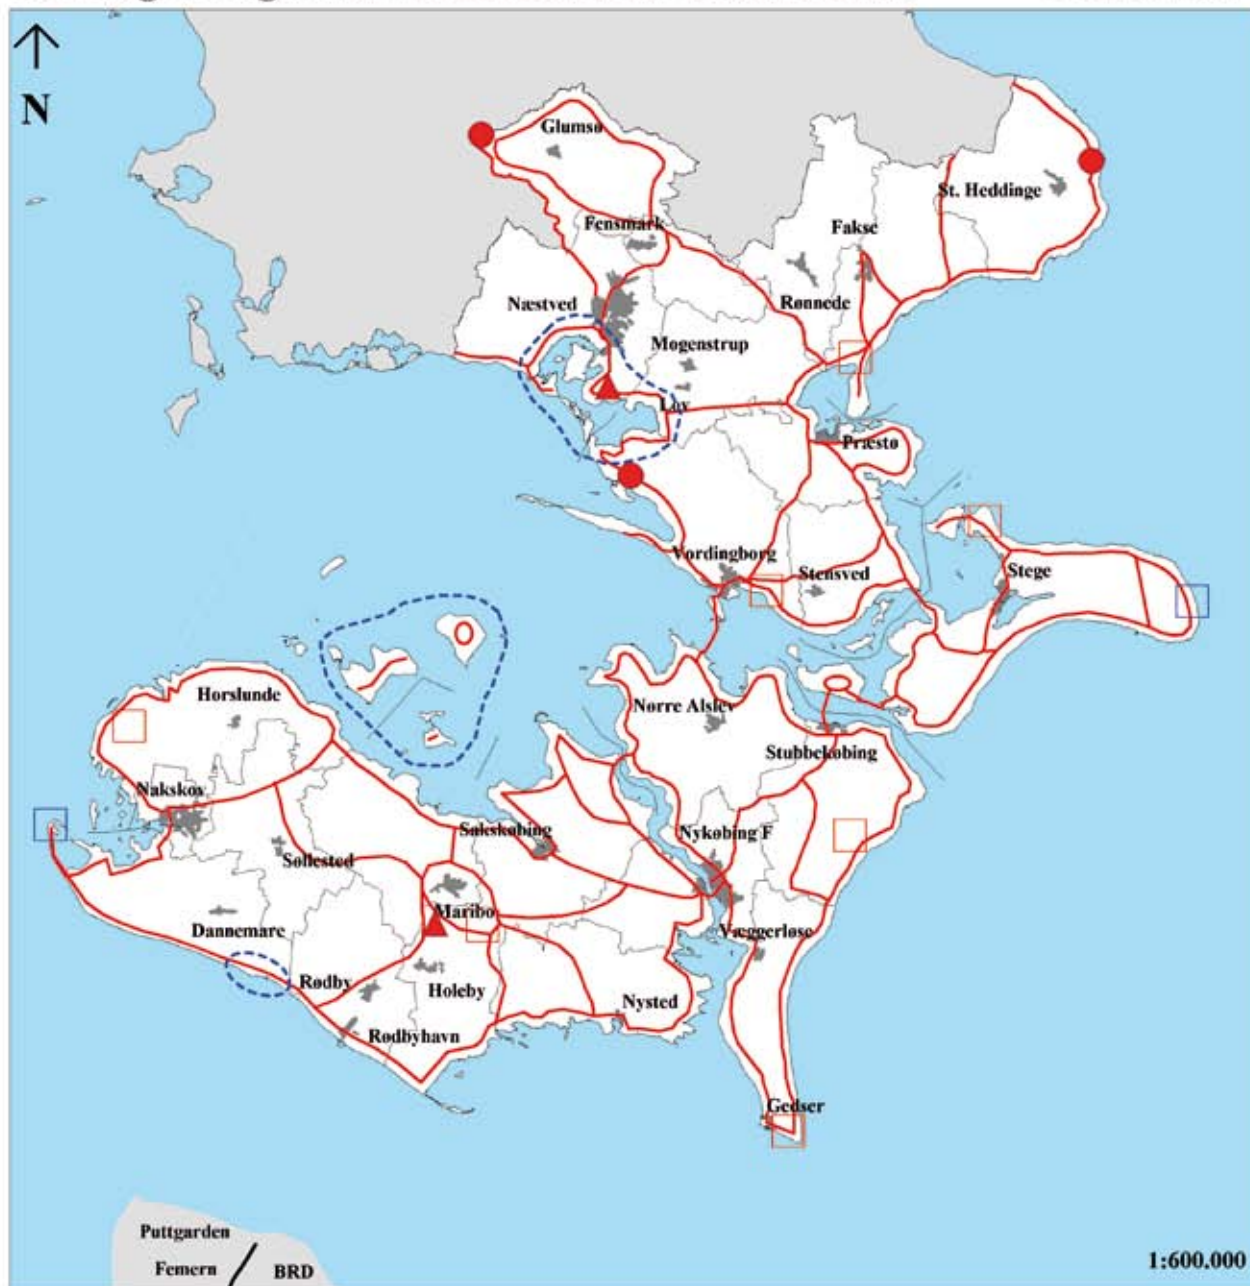 N
Glumsø
St. Heddinge
Fensmark
Fakse
Næstved
Rønnede
Mogenstrup
Lov
Præstø
Vordingborg
Stensved
Stege
Horslunde
Nørre Alslev
Stubbekøbing
Nakskov
Sakskøbing
Nykøbing F
Søllested
Maribo
Dannemare
Væggerløse
Rødby
Holeby
Nysted
Rødbyhavn
Gedser
Puttgarden
Femern / BRD
1:600.000